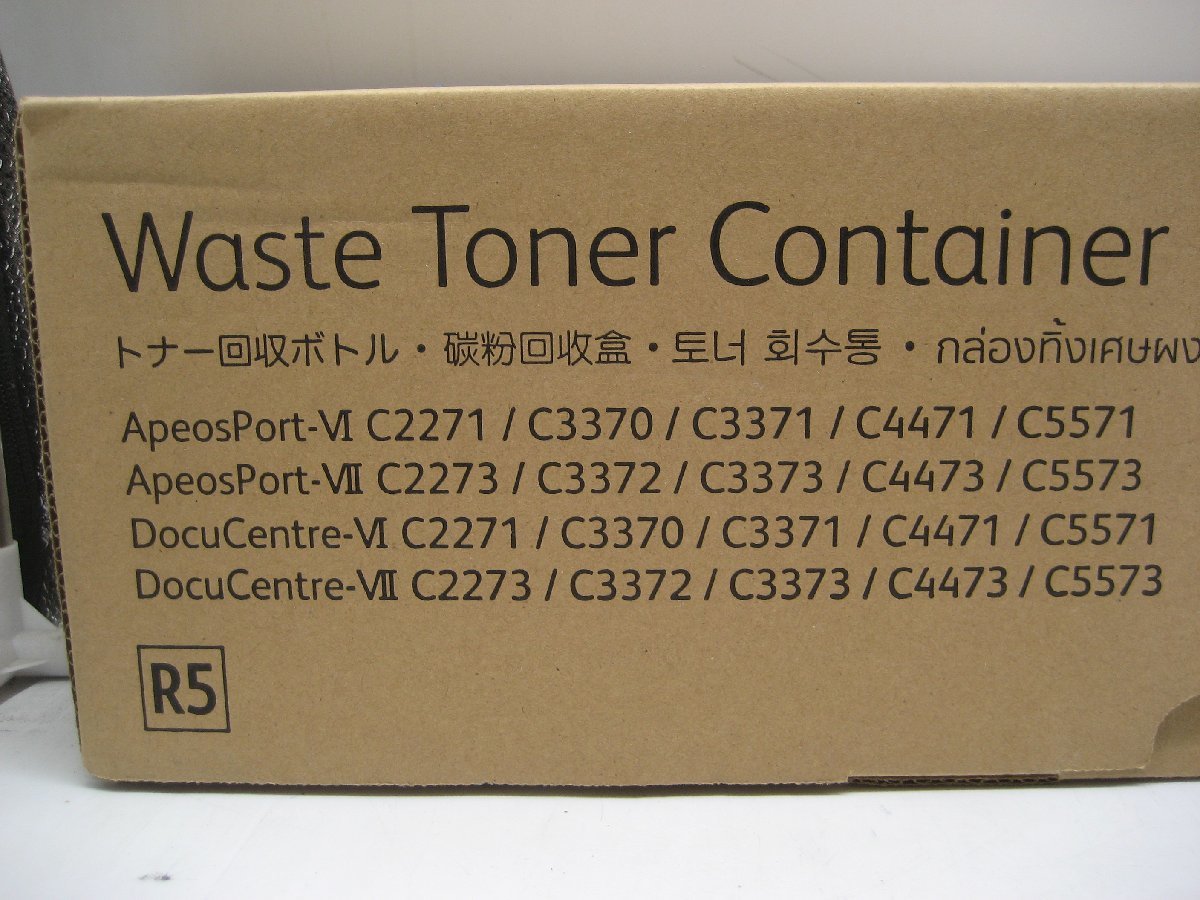 Waste Toner Container
トナー回収ボトル・碳粉回收盒・토너 회수통・กล่องทิ้งเศษผง
ApeosPort-Ⅵ C2271 / C3370 / C3371 / C4471 / C5571
ApeosPort-Ⅶ C2273 / C3372 / C3373 / C4473 / C5573
DocuCentre-Ⅵ C2271 / C3370 / C3371 / C4471 / C5571
DocuCentre-Ⅶ C2273 / C3372 / C3373 / C4473 / C5573
R5